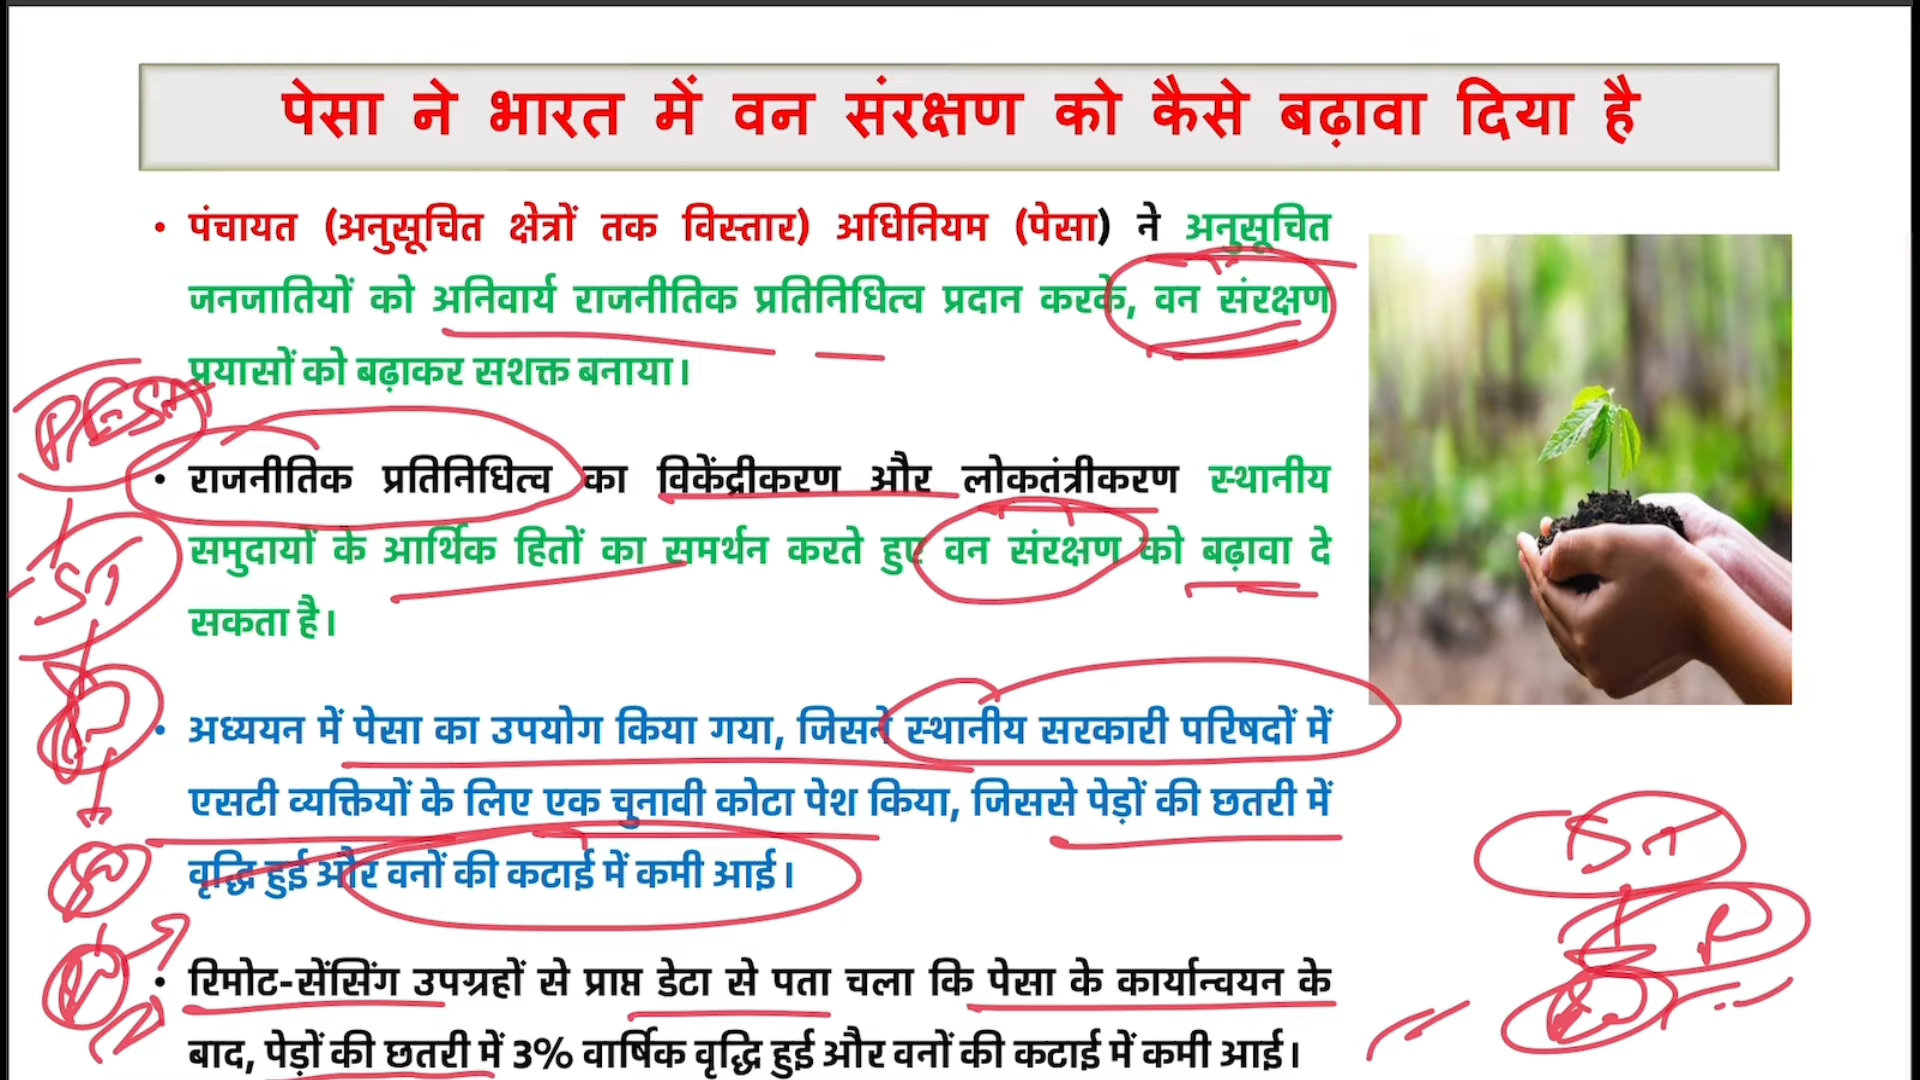 पेसा ने भारत में वन संरक्षण को कैसे बढ़ावा दिया है
• पंचायत (अनुसूचित क्षेत्रों तक विस्तार) अधिनियम (पेसा) ने अनुसूचित
जनजातियों को अनिवार्य राजनीतिक प्रतिनिधित्व प्रदान करके, वन संरक्षण
प्रयासों को बढ़ाकर सशक्त बनाया।
PESA
• राजनीतिक प्रतिनिधित्व का विकेंद्रीकरण और लोकतंत्रीकरण स्थानीय
समुदायों के आर्थिक हितों का समर्थन करते हुए वन संरक्षण को बढ़ावा दे
ST
सकता है।
• अध्ययन में पेसा का उपयोग किया गया, जिसने स्थानीय सरकारी परिषदों में
एसटी व्यक्तियों के लिए एक चुनावी कोटा पेश किया, जिससे पेड़ों की छतरी में
वृद्धि हुई और वनों की कटाई में कमी आई।
ST
• रिमोट-सेंसिंग उपग्रहों से प्राप्त डेटा से पता चला कि पेसा के कार्यान्वयन के
बाद, पेड़ों की छतरी में 3% वार्षिक वृद्धि हुई और वनों की कटाई में कमी आई।